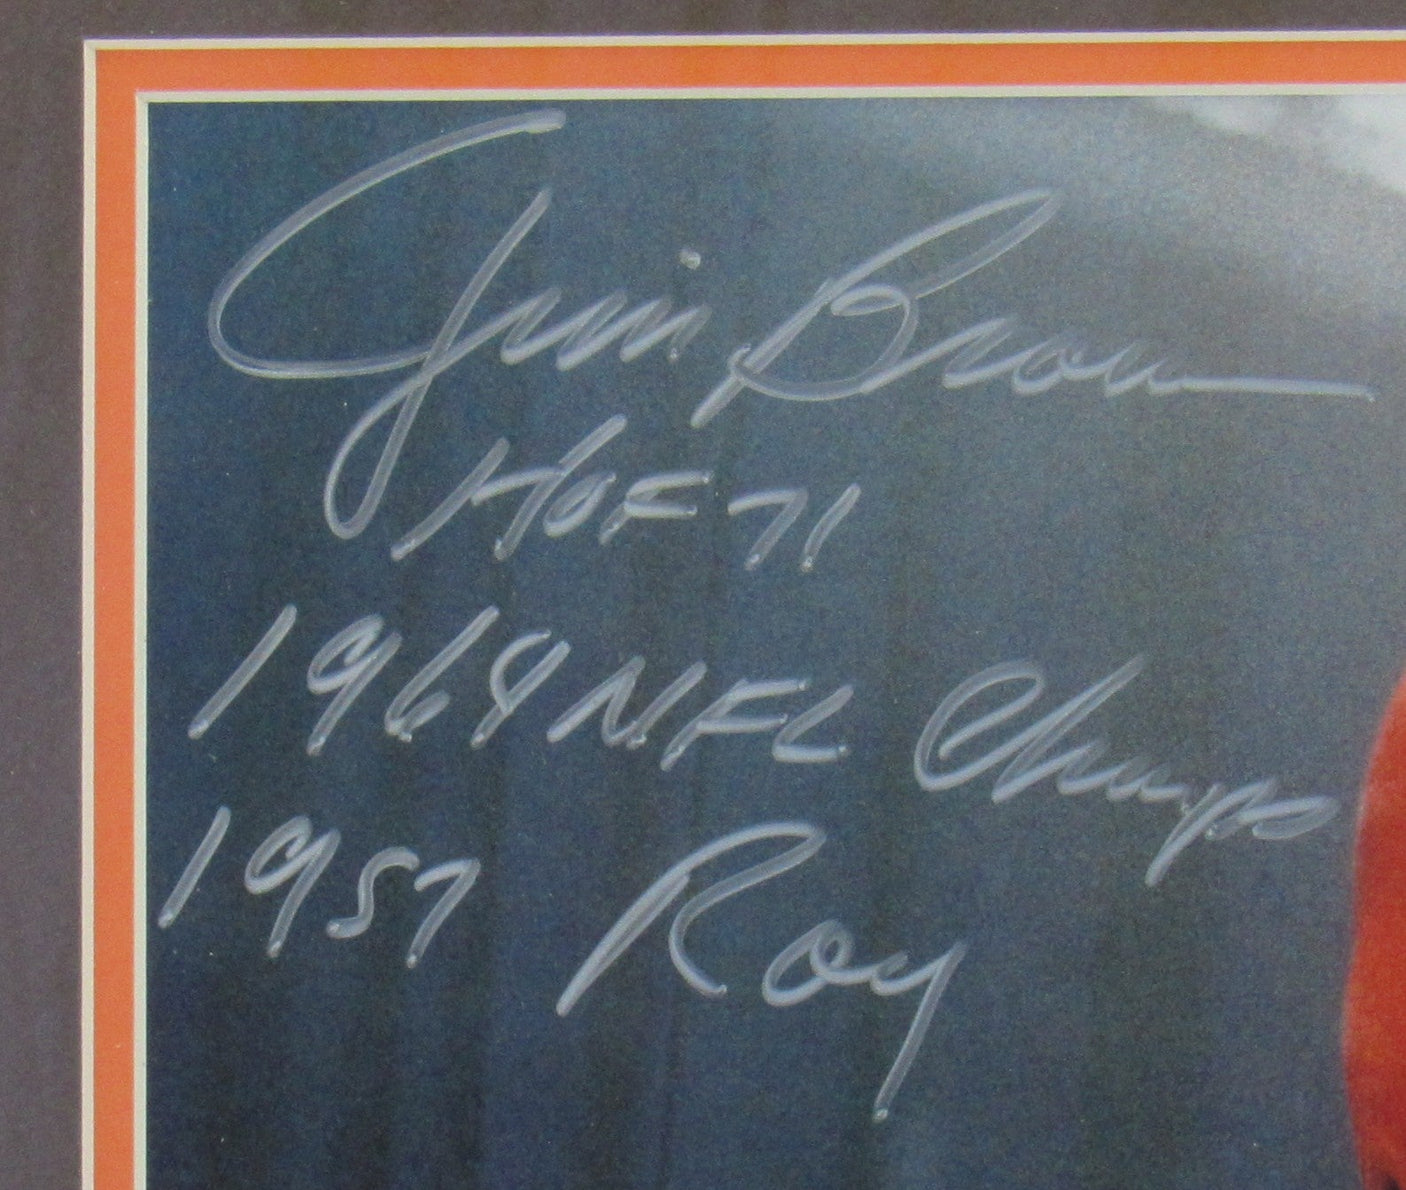 Jim Brown
HOF 71
1964 NFL Champs
1957 Roy